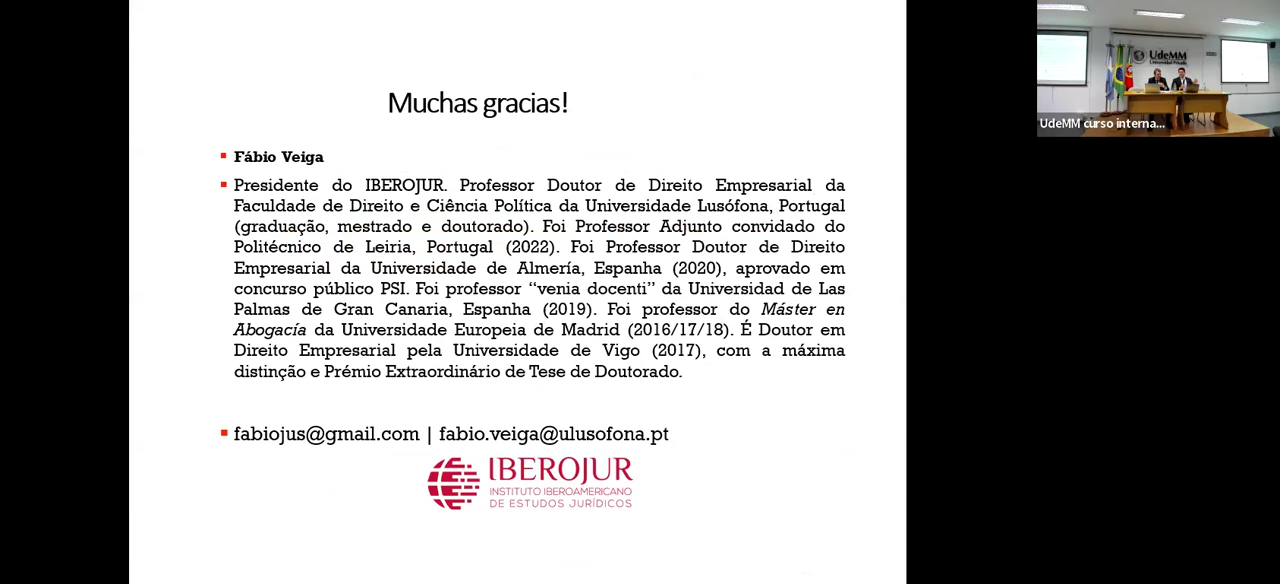 Muchas gracias!
Fábio Veiga
Presidente do IBEROJUR. Professor Doutor de Direito Empresarial da
Faculdade de Direito e Ciência Política da Universidade Lusófona, Portugal
(graduação, mestrado e doutorado). Foi Professor Adjunto convidado do
Politécnico de Leiria, Portugal (2022). Foi Professor Doutor de Direito
Empresarial da Universidade de Almería, Espanha (2020), aprovado em
concurso público PSI. Foi professor “venia docenti” da Universidad de Las
Palmas de Gran Canaria, Espanha (2019). Foi professor do Máster en
Abogacía da Universidade Europeia de Madrid (2016/17/18). É Doutor em
Direito Empresarial pela Universidade de Vigo (2017), com a máxima
distinção e Prémio Extraordinário de Tese de Doutorado.
fabiojus@gmail.com | fabio.veiga@ulusofona.pt
IBEROJUR
INSTITUTO IBEROAMERICANO
DE ESTUDOS JURÍDICOS
UdeMM
Universidad Privada
UdeMM curso interna...